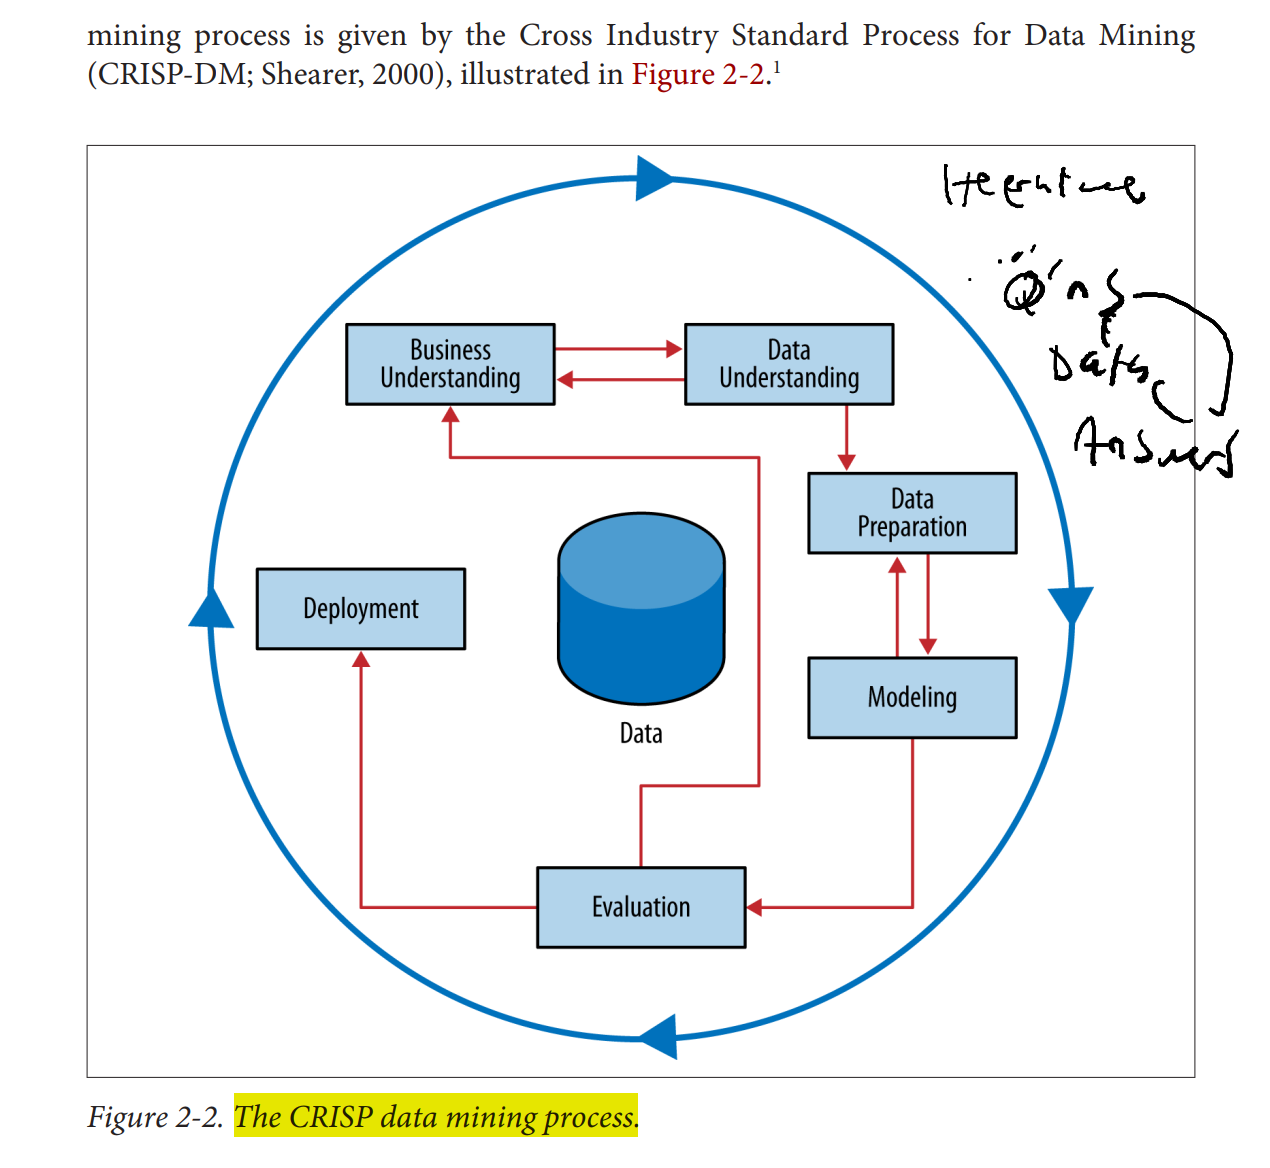 mining process is given by the Cross Industry Standard Process for Data Mining
(CRISP-DM; Shearer, 2000), illustrated in Figure 2-2.¹
Business
Understanding
Data
Understanding
Data
Preparation
Modeling
Evaluation
Deployment
Data
Data
Answers
Figure 2-2. The CRISP data mining process.